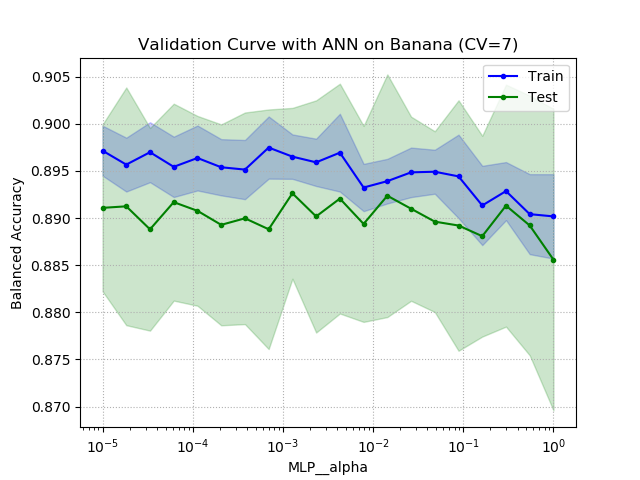 Validation Curve with ANN on Banana (CV=7)
Train
Test
Balanced Accuracy
0.905
0.900
0.895
0.890
0.885
0.880
0.875
0.870
10⁻⁵ 10⁻⁴ 10⁻³ 10⁻² 10⁻¹ 10⁰
MLP__alpha